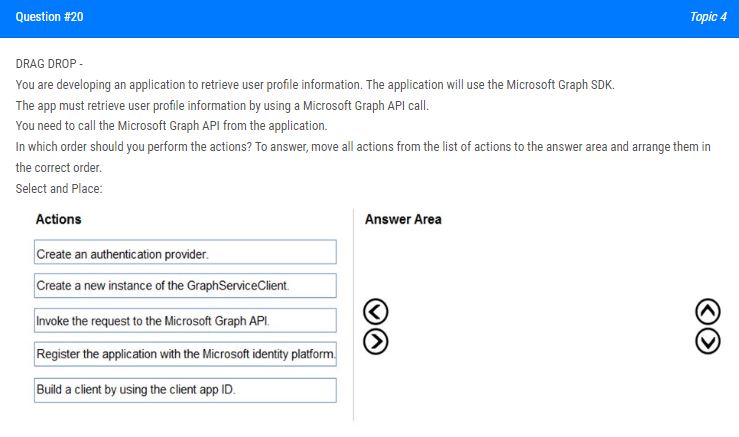 Question #20
Topic 4
DRAG DROP -
You are developing an application to retrieve user profile information. The application will use the Microsoft Graph SDK.
The app must retrieve user profile information by using a Microsoft Graph API call.
You need to call the Microsoft Graph API from the application.
In which order should you perform the actions? To answer, move all actions from the list of actions to the answer area and arrange them in
the correct order.
Select and Place:
Actions
Answer Area
Create an authentication provider.
Create a new instance of the GraphServiceClient.
Invoke the request to the Microsoft Graph API.
Register the application with the Microsoft identity platform.
Build a client by using the client app ID.